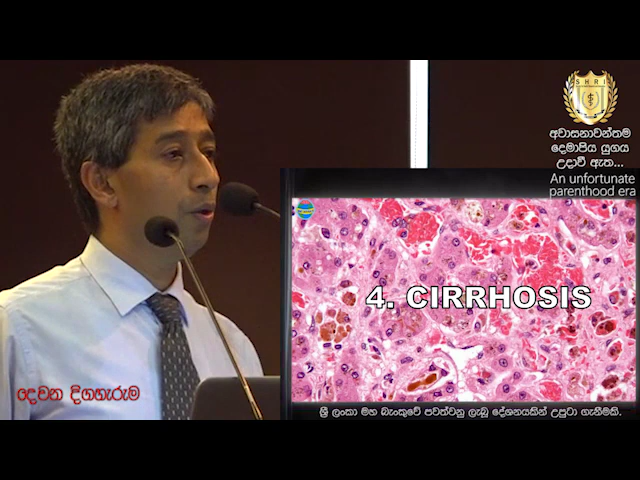 SHRI
අවාසනාවන්තම
දෙමාපිය යුගය
උදාවී ඇත...
An unfortunate
parenthood era
4. CIRRHOSIS
දෙවන දිගහැරුම
ශ්‍රී ලංකා මහ බැංකුවේ පවත්වනු ලැබූ දේශනයකින් උපුටා ගැනීමකි.